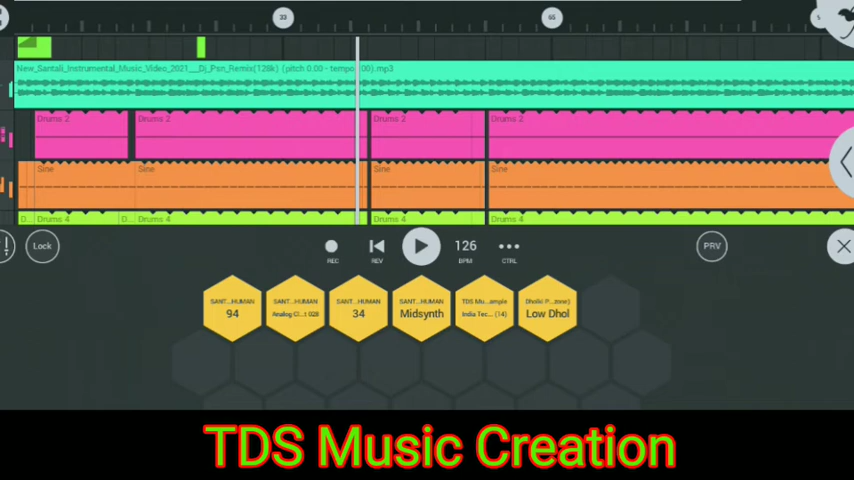 33
65
New_Santali_Instrumental_Music_Video_2021__Dj_Psn_Remix(128k) (pitch 0.00 - tempo 00).mp3
Drums 2 Drums 2 Drums 2 Drums 2
Sine Sine Sine Sine
D... Drums 4 D... Drums 4 Drums 4 Drums 4
Lock
REC
REV
126
BPM
CTRL
PRV
SANT...HUMAN
94
SANT...HUMAN
Analog Cl...t 028
SANT...HUMAN
34
SANT...HUMAN
Midsynth
TDS Mu...ample
India Tec... (14)
Dholki P...zone)
Low Dhol
TDS Music Creation